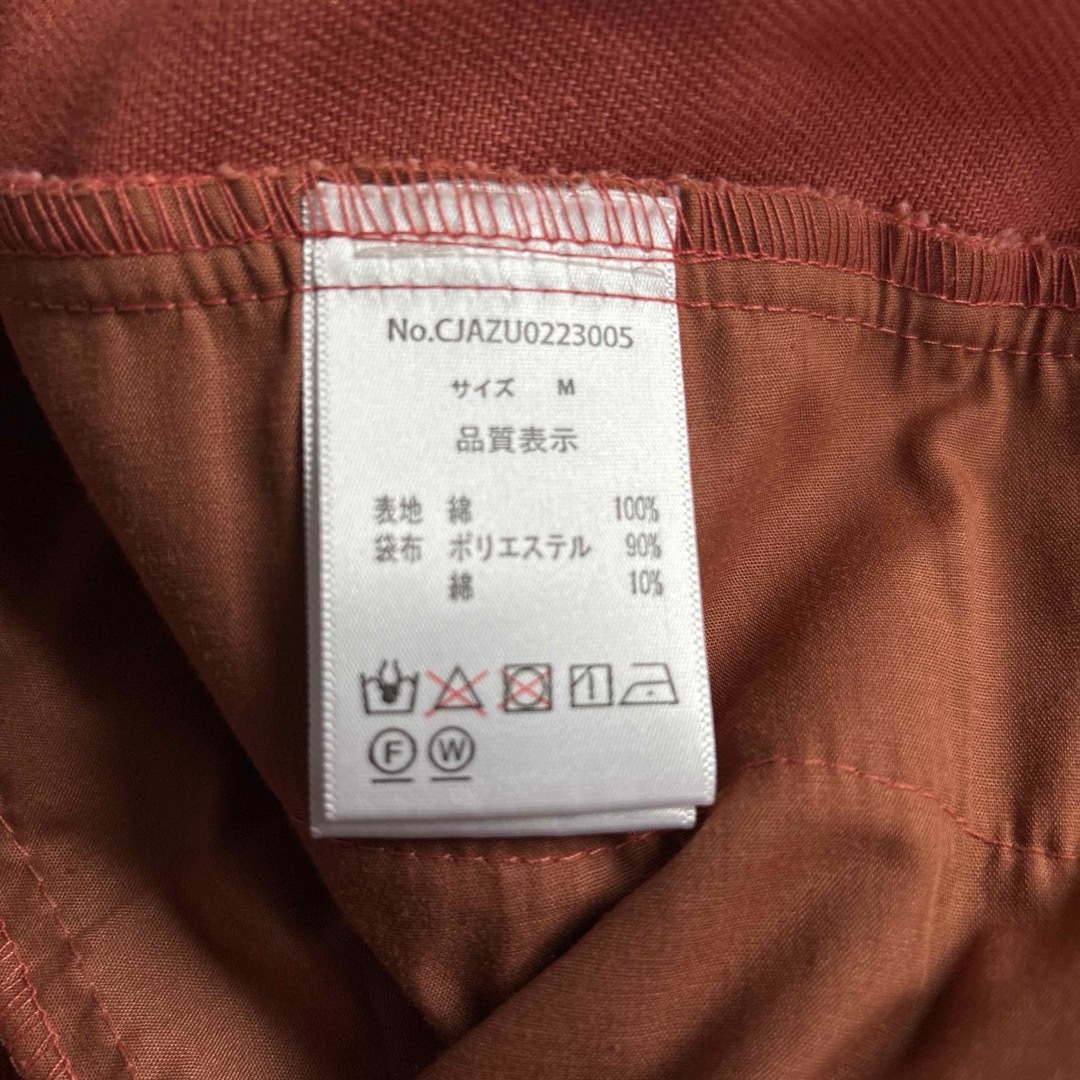 No.CJAZU0223005
サイズ M
品質表示
表地 綿 100%
袋布 ポリエステル 90%
綿 10%
F W